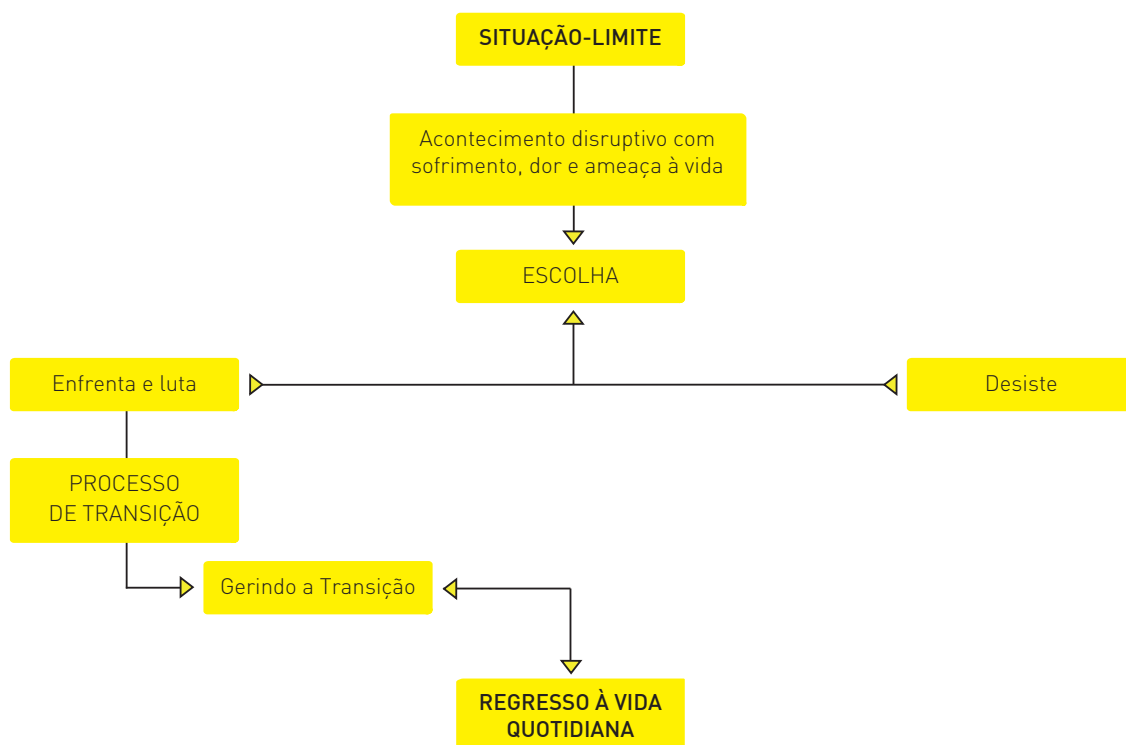 SITUAÇÃO-LIMITE
Acontecimento disruptivo com
sofrimento, dor e ameaça à vida
ESCOLHA
Enfrenta e luta
Desiste
PROCESSO
DE TRANSIÇÃO
Gerindo a Transição
REGRESSO À VIDA
QUOTIDIANA